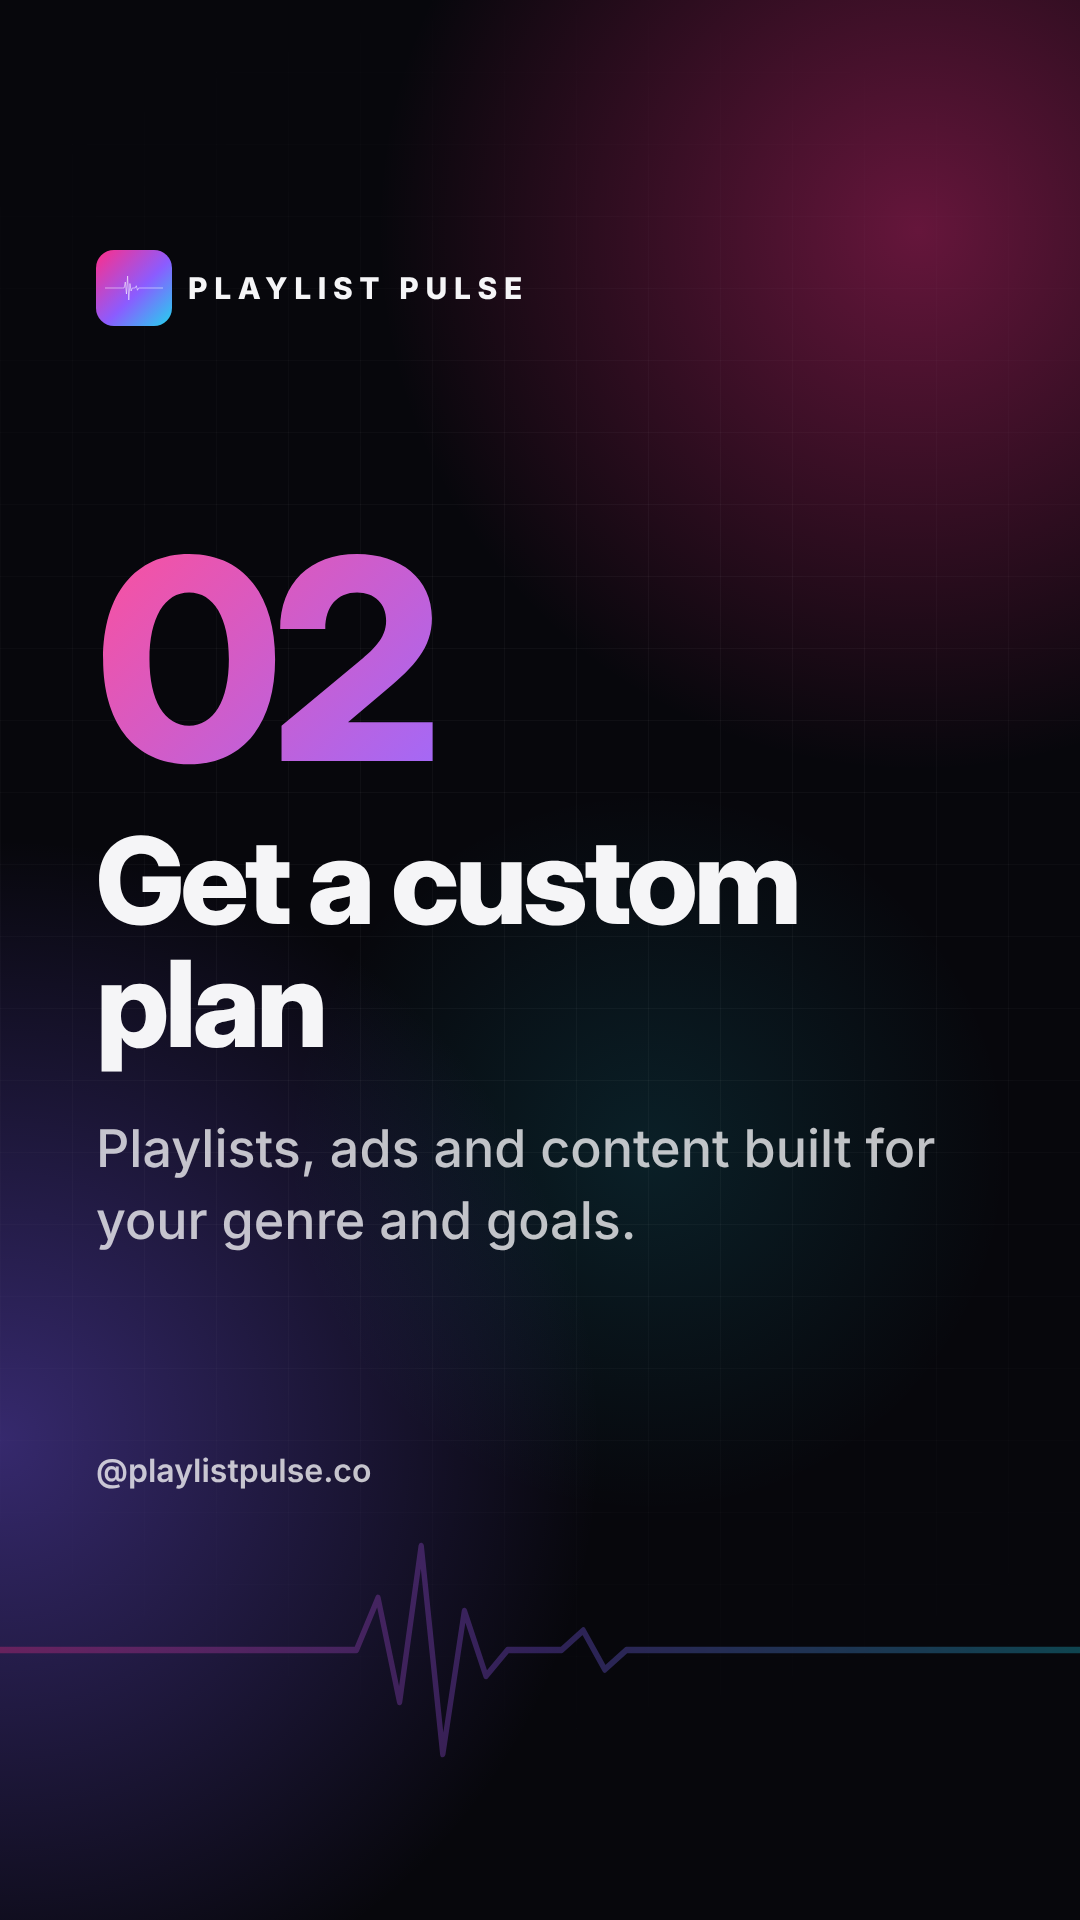 PLAYLIST PULSE
02
Get a custom
plan
Playlists, ads and content built for
your genre and goals.
@playlistpulse.co